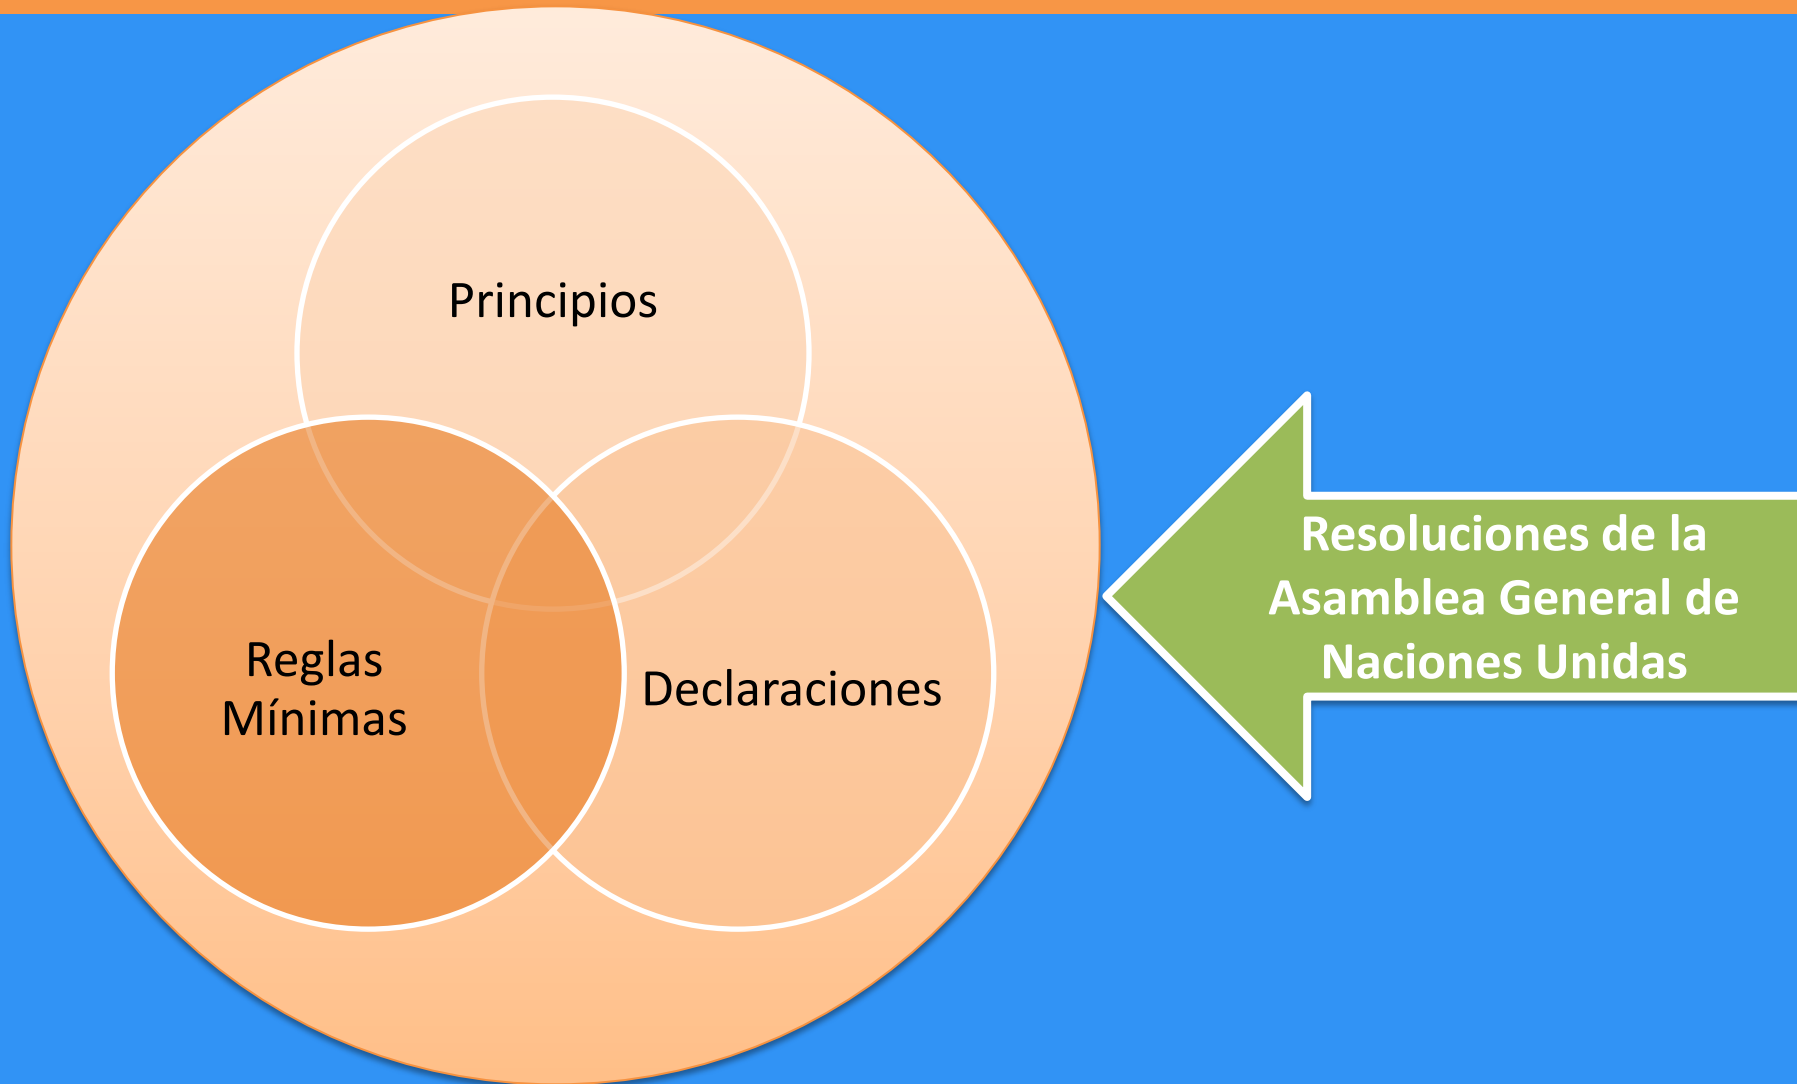 Principios
Reglas
Mínimas
Declaraciones
Resoluciones de la
Asamblea General de
Naciones Unidas